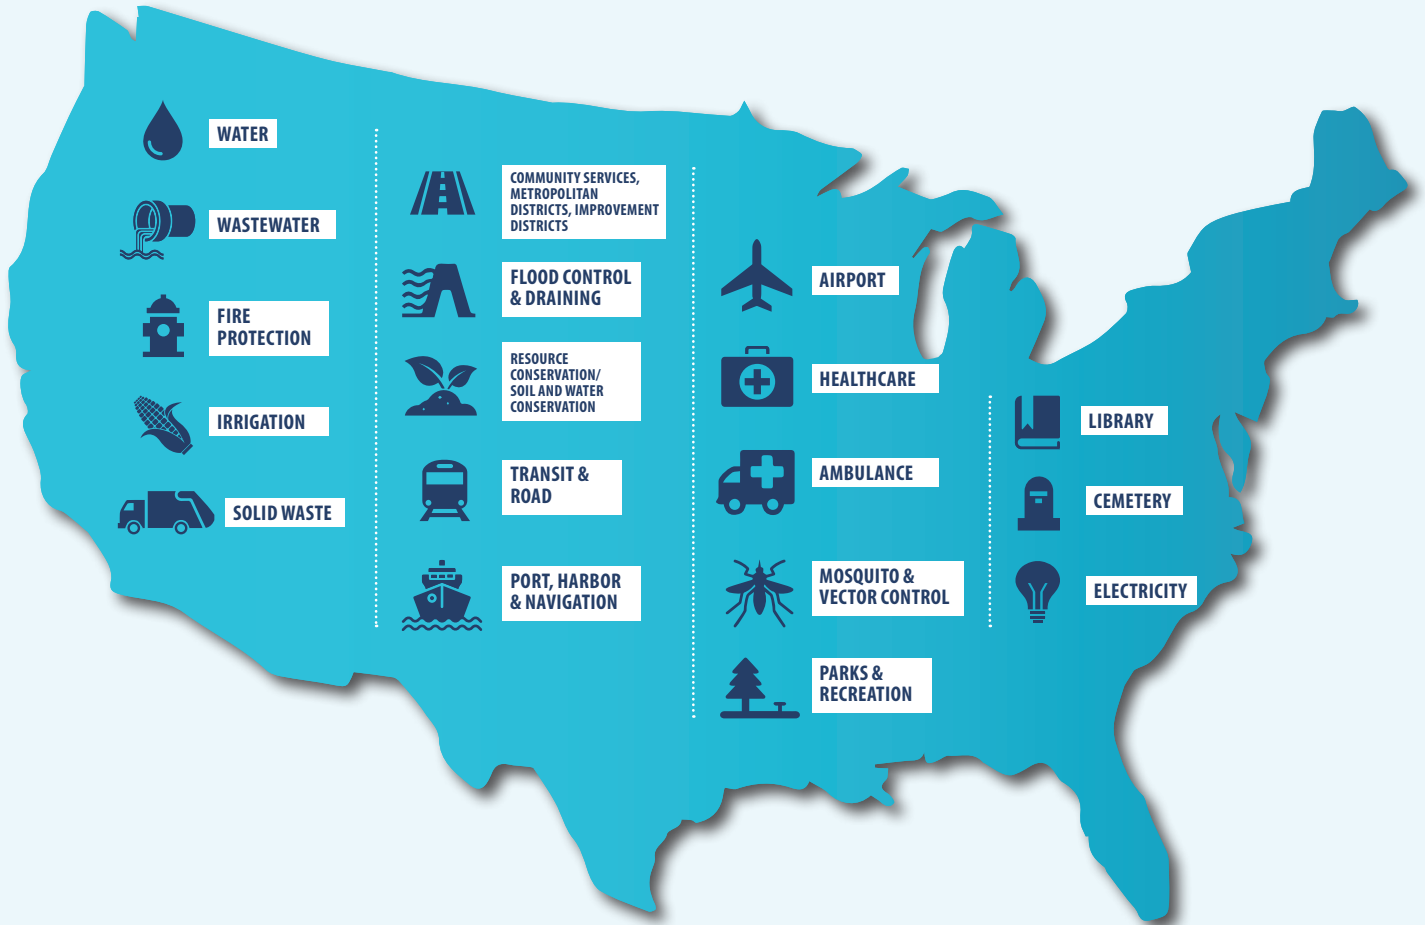 WATER
WASTEWATER
FIRE
PROTECTION
IRRIGATION
SOLID WASTE
COMMUNITY SERVICES,
METROPOLITAN
DISTRICTS, IMPROVEMENT
DISTRICTS
FLOOD CONTROL
& DRAINING
RESOURCE
CONSERVATION/
SOIL AND WATER
CONSERVATION
TRANSIT &
ROAD
PORT, HARBOR
& NAVIGATION
AIRPORT
HEALTHCARE
AMBULANCE
MOSQUITO &
VECTOR CONTROL
PARKS &
RECREATION
LIBRARY
CEMETERY
ELECTRICITY